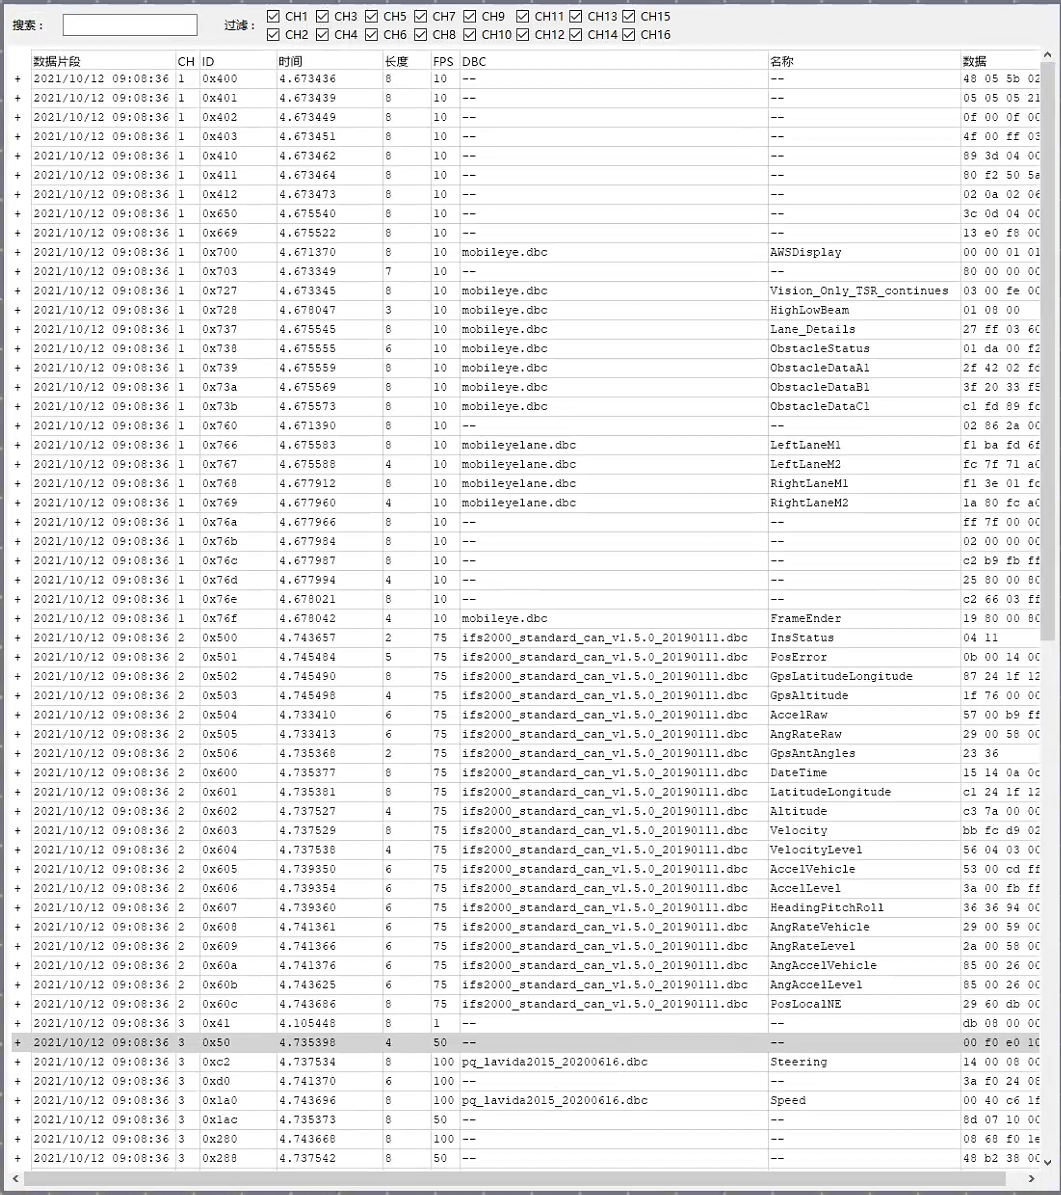 搜索： 过滤： CH1 CH3 CH5 CH7 CH9 CH11 CH13 CH15
CH2 CH4 CH6 CH8 CH10 CH12 CH14 CH16
数据片段 CH ID 时间 长度 FPS DBC 名称 数据
+ 2021/10/12 09:08:36 1 0x400 4.673436 8 10 -- -- 48 05 5b 02
+ 2021/10/12 09:08:36 1 0x401 4.673439 8 10 -- -- 05 05 05 21
+ 2021/10/12 09:08:36 1 0x402 4.673449 8 10 -- -- 0f 00 0f 00
+ 2021/10/12 09:08:36 1 0x403 4.673451 8 10 -- -- 4f 00 ff 03
+ 2021/10/12 09:08:36 1 0x410 4.673462 8 10 -- -- 89 3d 04 00
+ 2021/10/12 09:08:36 1 0x411 4.673464 8 10 -- -- 80 f2 50 5a
+ 2021/10/12 09:08:36 1 0x412 4.673473 8 10 -- -- 02 0a 02 06
+ 2021/10/12 09:08:36 1 0x650 4.675540 8 10 -- -- 3c 0d 04 00
+ 2021/10/12 09:08:36 1 0x669 4.675522 8 10 -- -- 13 e0 f8 00
+ 2021/10/12 09:08:36 1 0x700 4.671370 8 10 mobileye.dbc AWSDisplay 00 00 01 01
+ 2021/10/12 09:08:36 1 0x703 4.673349 7 10 -- -- 80 00 00 00
+ 2021/10/12 09:08:36 1 0x727 4.673345 8 10 mobileye.dbc Vision_Only_TSR_continues 03 00 fe 00
+ 2021/10/12 09:08:36 1 0x728 4.678047 3 10 mobileye.dbc HighLowBeam 01 08 00
+ 2021/10/12 09:08:36 1 0x737 4.675545 8 10 mobileye.dbc Lane_Details 27 ff 03 60
+ 2021/10/12 09:08:36 1 0x738 4.675555 6 10 mobileye.dbc ObstacleStatus 01 da 00 f2
+ 2021/10/12 09:08:36 1 0x739 4.675559 8 10 mobileye.dbc ObstacleDataA1 2f 42 02
+ 2021/10/12 09:08:36 1 0x73a 4.675569 8 10 mobileye.dbc ObstacleDataB1 3f 20 33 f5
+ 2021/10/12 09:08:36 1 0x73b 4.675573 8 10 mobileye.dbc ObstacleDataC1 c1 fd 89
+ 2021/10/12 09:08:36 1 0x760 4.671390 8 10 -- -- 02 86 2a 00
+ 2021/10/12 09:08:36 1 0x766 4.675583 8 10 mobileyelane.dbc LeftLaneM1 f1 ba fd 6f
+ 2021/10/12 09:08:36 1 0x767 4.675588 4 10 mobileyelane.dbc LeftLaneM2 fc 7f 71 a0
+ 2021/10/12 09:08:36 1 0x768 4.677912 8 10 mobileyelane.dbc RightLaneM1 f1 3e 01
+ 2021/10/12 09:08:36 1 0x769 4.677960 4 10 mobileyelane.dbc RightLaneM2 1a 80 fc a0
+ 2021/10/12 09:08:36 1 0x76a 4.677966 8 10 -- -- ff 7f 00 00
+ 2021/10/12 09:08:36 1 0x76b 4.677984 8 10 -- -- 02 00 00 00
+ 2021/10/12 09:08:36 1 0x76c 4.677987 8 10 -- -- c2 b9 fb ff
+ 2021/10/12 09:08:36 1 0x76d 4.677994 4 10 -- -- 25 80 00 80
+ 2021/10/12 09:08:36 1 0x76e 4.678021 8 10 -- -- c2 66 03 ff
+ 2021/10/12 09:08:36 1 0x76f 4.678042 4 10 mobileye.dbc FrameEnder 19 80 00 80
+ 2021/10/12 09:08:36 2 0x500 4.743657 2 75 ifs2000_standard_can_v1.5.0_20190111.dbc InsStatus 04 11
+ 2021/10/12 09:08:36 2 0x501 4.745484 5 75 ifs2000_standard_can_v1.5.0_20190111.dbc PosError 0b 00 14 00
+ 2021/10/12 09:08:36 2 0x502 4.745490 8 75 ifs2000_standard_can_v1.5.0_20190111.dbc GpsLatitudeLongitude 87 24 1f 12
+ 2021/10/12 09:08:36 2 0x503 4.745498 4 75 ifs2000_standard_can_v1.5.0_20190111.dbc GpsAltitude 1f 76 00 00
+ 2021/10/12 09:08:36 2 0x504 4.733410 6 75 ifs2000_standard_can_v1.5.0_20190111.dbc AccelRaw 57 00 b9 ff
+ 2021/10/12 09:08:36 2 0x505 4.733413 6 75 ifs2000_standard_can_v1.5.0_20190111.dbc AngRateRaw 29 00 58 00
+ 2021/10/12 09:08:36 2 0x506 4.735368 2 75 ifs2000_standard_can_v1.5.0_20190111.dbc GpsAntAngles 23 36
+ 2021/10/12 09:08:36 2 0x600 4.735377 8 75 ifs2000_standard_can_v1.5.0_20190111.dbc DateTime 15 14 0a
+ 2021/10/12 09:08:36 2 0x601 4.735381 8 75 ifs2000_standard_can_v1.5.0_20190111.dbc LatitudeLongitude c1 24 1f 12
+ 2021/10/12 09:08:36 2 0x602 4.737527 4 75 ifs2000_standard_can_v1.5.0_20190111.dbc Altitude c3 7a 00 00
+ 2021/10/12 09:08:36 2 0x603 4.737529 8 75 ifs2000_standard_can_v1.5.0_20190111.dbc Velocity bb fc d9 02
+ 2021/10/12 09:08:36 2 0x604 4.737538 4 75 ifs2000_standard_can_v1.5.0_20190111.dbc VelocityLevel 56 04 03 00
+ 2021/10/12 09:08:36 2 0x605 4.739350 6 75 ifs2000_standard_can_v1.5.0_20190111.dbc AccelVehicle 53 00 cd ff
+ 2021/10/12 09:08:36 2 0x606 4.739354 6 75 ifs2000_standard_can_v1.5.0_20190111.dbc AccelLevel 3a 00 fb ff
+ 2021/10/12 09:08:36 2 0x607 4.739360 6 75 ifs2000_standard_can_v1.5.0_20190111.dbc HeadingPitchRoll 36 36 94 00
+ 2021/10/12 09:08:36 2 0x608 4.741361 6 75 ifs2000_standard_can_v1.5.0_20190111.dbc AngRateVehicle 29 00 59 00
+ 2021/10/12 09:08:36 2 0x609 4.741366 6 75 ifs2000_standard_can_v1.5.0_20190111.dbc AngRateLevel 2a 00 58 00
+ 2021/10/12 09:08:36 2 0x60a 4.741376 6 75 ifs2000_standard_can_v1.5.0_20190111.dbc AngAccelVehicle 85 00 26 00
+ 2021/10/12 09:08:36 2 0x60b 4.743625 6 75 ifs2000_standard_can_v1.5.0_20190111.dbc AngAccelLevel 85 00 26 00
+ 2021/10/12 09:08:36 2 0x60c 4.743686 8 75 ifs2000_standard_can_v1.5.0_20190111.dbc PosLocalNE 29 60 db 00
+ 2021/10/12 09:08:36 3 0x41 4.105448 8 1 -- -- db 08 00 00
+ 2021/10/12 09:08:36 3 0x50 4.735398 4 50 -- -- 00 f0 e0 10
+ 2021/10/12 09:08:36 3 0xc2 4.737534 8 100 pq_lavida2015_20200616.dbc Steering 14 00 08 00
+ 2021/10/12 09:08:36 3 0xd0 4.741370 6 100 -- -- 3a f0 24 08
+ 2021/10/12 09:08:36 3 0x1a0 4.743696 8 100 pq_lavida2015_20200616.dbc Speed 00 40 c6 1f
+ 2021/10/12 09:08:36 3 0x1ac 4.735373 8 50 -- -- 8d 07 10 00
+ 2021/10/12 09:08:36 3 0x280 4.743668 8 100 -- -- 08 68 f0 1e
+ 2021/10/12 09:08:36 3 0x288 4.737542 8 50 -- -- 48 b2 38 00